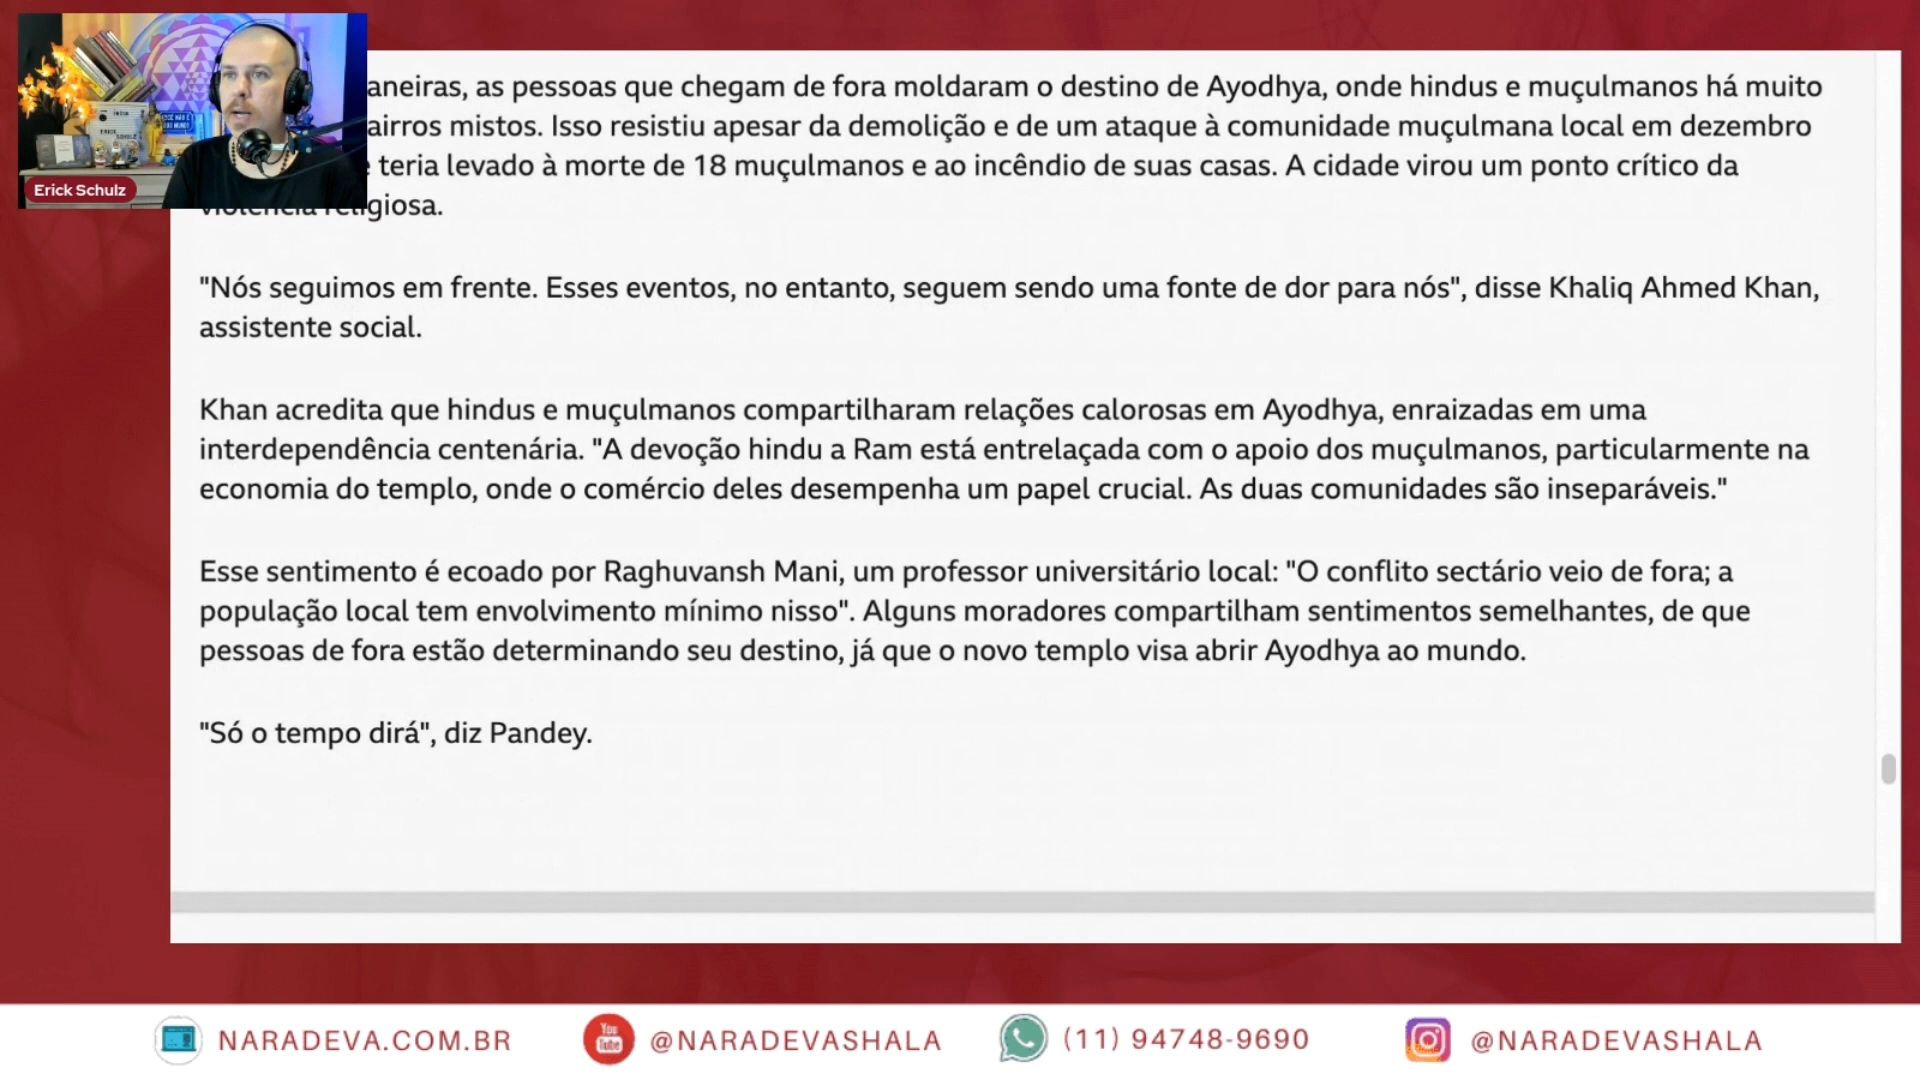 aneiras, as pessoas que chegam de fora moldaram o destino de Ayodhya, onde hindus e muçulmanos há muito
airros mistos. Isso resistiu apesar da demolição e de um ataque à comunidade muçulmana local em dezembro
teria levado à morte de 18 muçulmanos e ao incêndio de suas casas. A cidade virou um ponto crítico da
violência religiosa.
Erick Schulz
"Nós seguimos em frente. Esses eventos, no entanto, seguem sendo uma fonte de dor para nós", disse Khaliq Ahmed Khan,
assistente social.
Khan acredita que hindus e muçulmanos compartilharam relações calorosas em Ayodhya, enraizadas em uma
interdependência centenária. "A devoção hindu a Ram está entrelaçada com o apoio dos muçulmanos, particularmente na
economia do templo, onde o comércio deles desempenha um papel crucial. As duas comunidades são inseparáveis."
Esse sentimento é ecoado por Raghuvansh Mani, um professor universitário local: "O conflito sectário veio de fora; a
população local tem envolvimento mínimo nisso". Alguns moradores compartilham sentimentos semelhantes, de que
pessoas de fora estão determinando seu destino, já que o novo templo visa abrir Ayodhya ao mundo.
"Só o tempo dirá", diz Pandey.
NARADEVA.COM.BR
You Tube
@NARADEVASHALA
(11) 94748-9690
@NARADEVASHALA